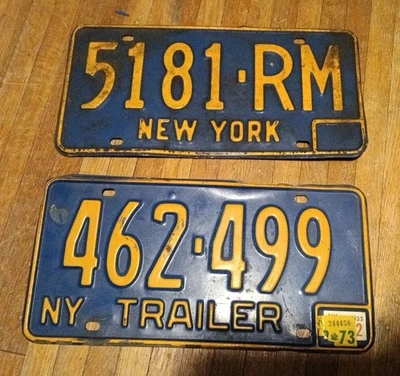 5181-RM
NEW YORK
462-499
NY TRAILER
73